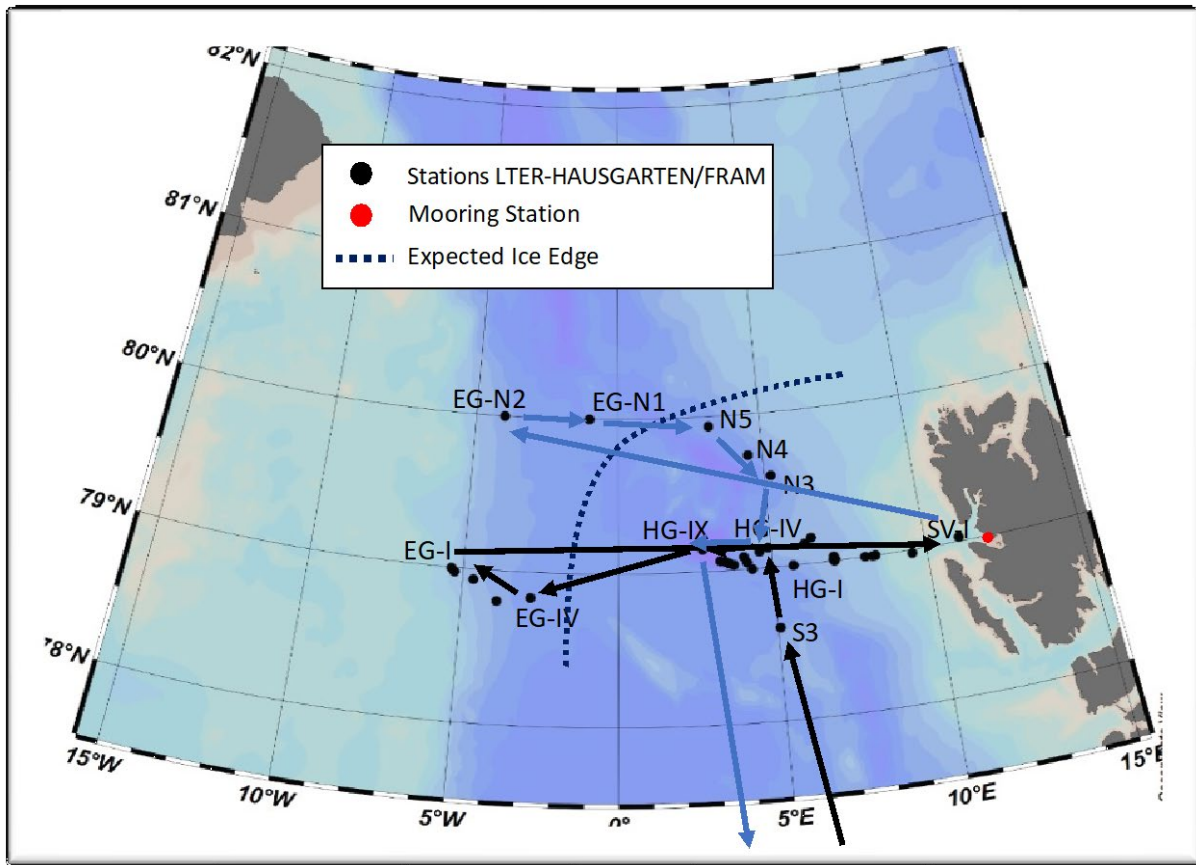 82°N
Stations LTER-HAUSGARTEN/FRAM
Mooring Station
Expected Ice Edge
81°N
80°N
EG-N2
EG-N1
N5
N4
N3
79°N
HG-IX
HG-IV
SV-I
EG-I
HG-I
EG-IV
S3
78°N
15°W
10°W
5°W
0°
5°E
10°E
15°E